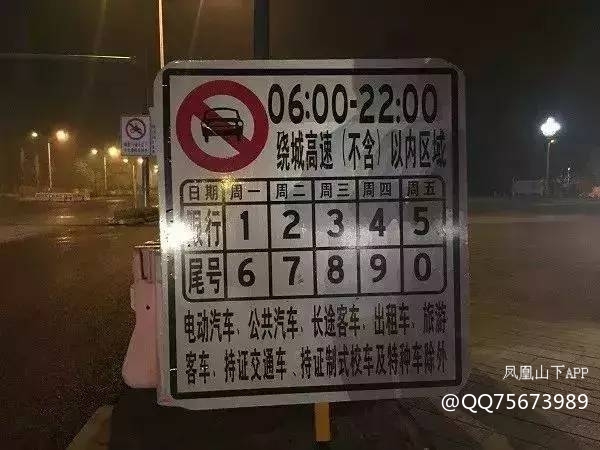 06:00-22:00
绕城高速（不含）以内区域
日期 周一 周二 周三 周四 周五
限行 1 2 3 4 5
尾号 6 7 8 9 0
电动汽车、公共汽车、长途客车、出租车、旅游
客车、持证交通车、持证制式校车及特种车除外
凤凰山下APP
@QQ75673989